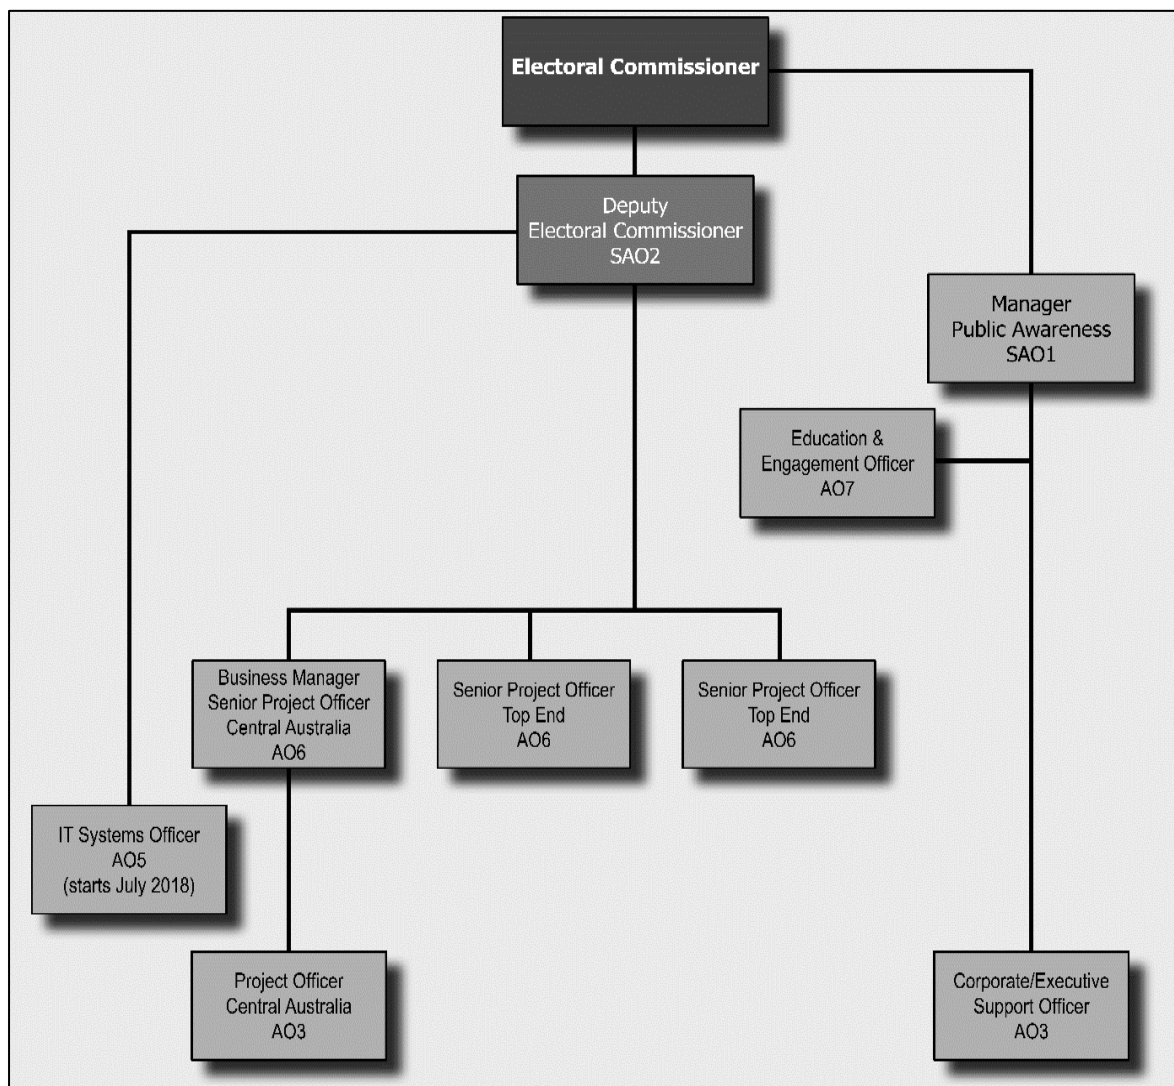 Electoral Commissioner
Deputy
Electoral Commissioner
SAO2
Manager
Public Awareness
SAO1
Education &
Engagement Officer
AO7
Business Manager
Senior Project Officer
Central Australia
AO6
Senior Project Officer
Top End
AO6
Senior Project Officer
Top End
AO6
IT Systems Officer
AO5
(starts July 2018)
Project Officer
Central Australia
AO3
Corporate/Executive
Support Officer
AO3